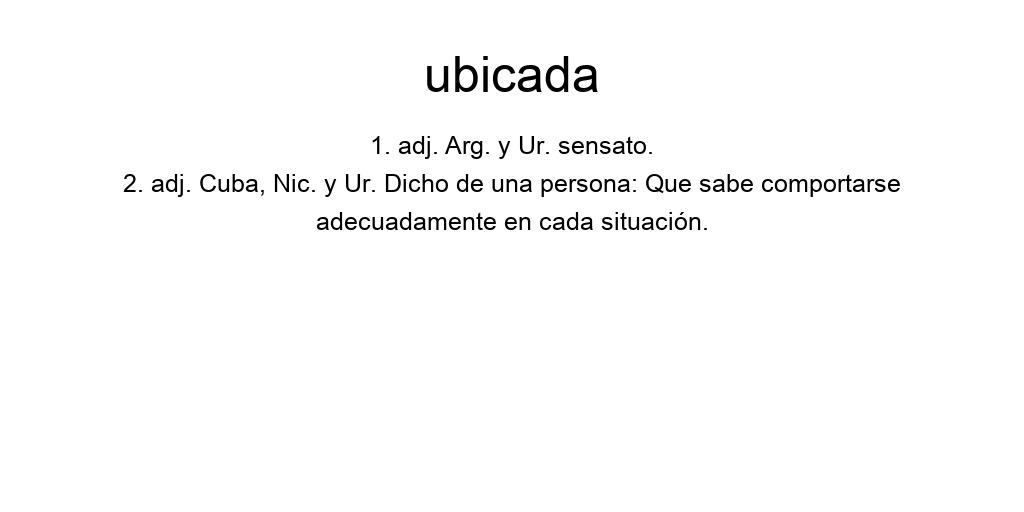 ubicada
1. adj. Arg. y Ur. sensato.
2. adj. Cuba, Nic. y Ur. Dicho de una persona: Que sabe comportarse
adecuadamente en cada situación.